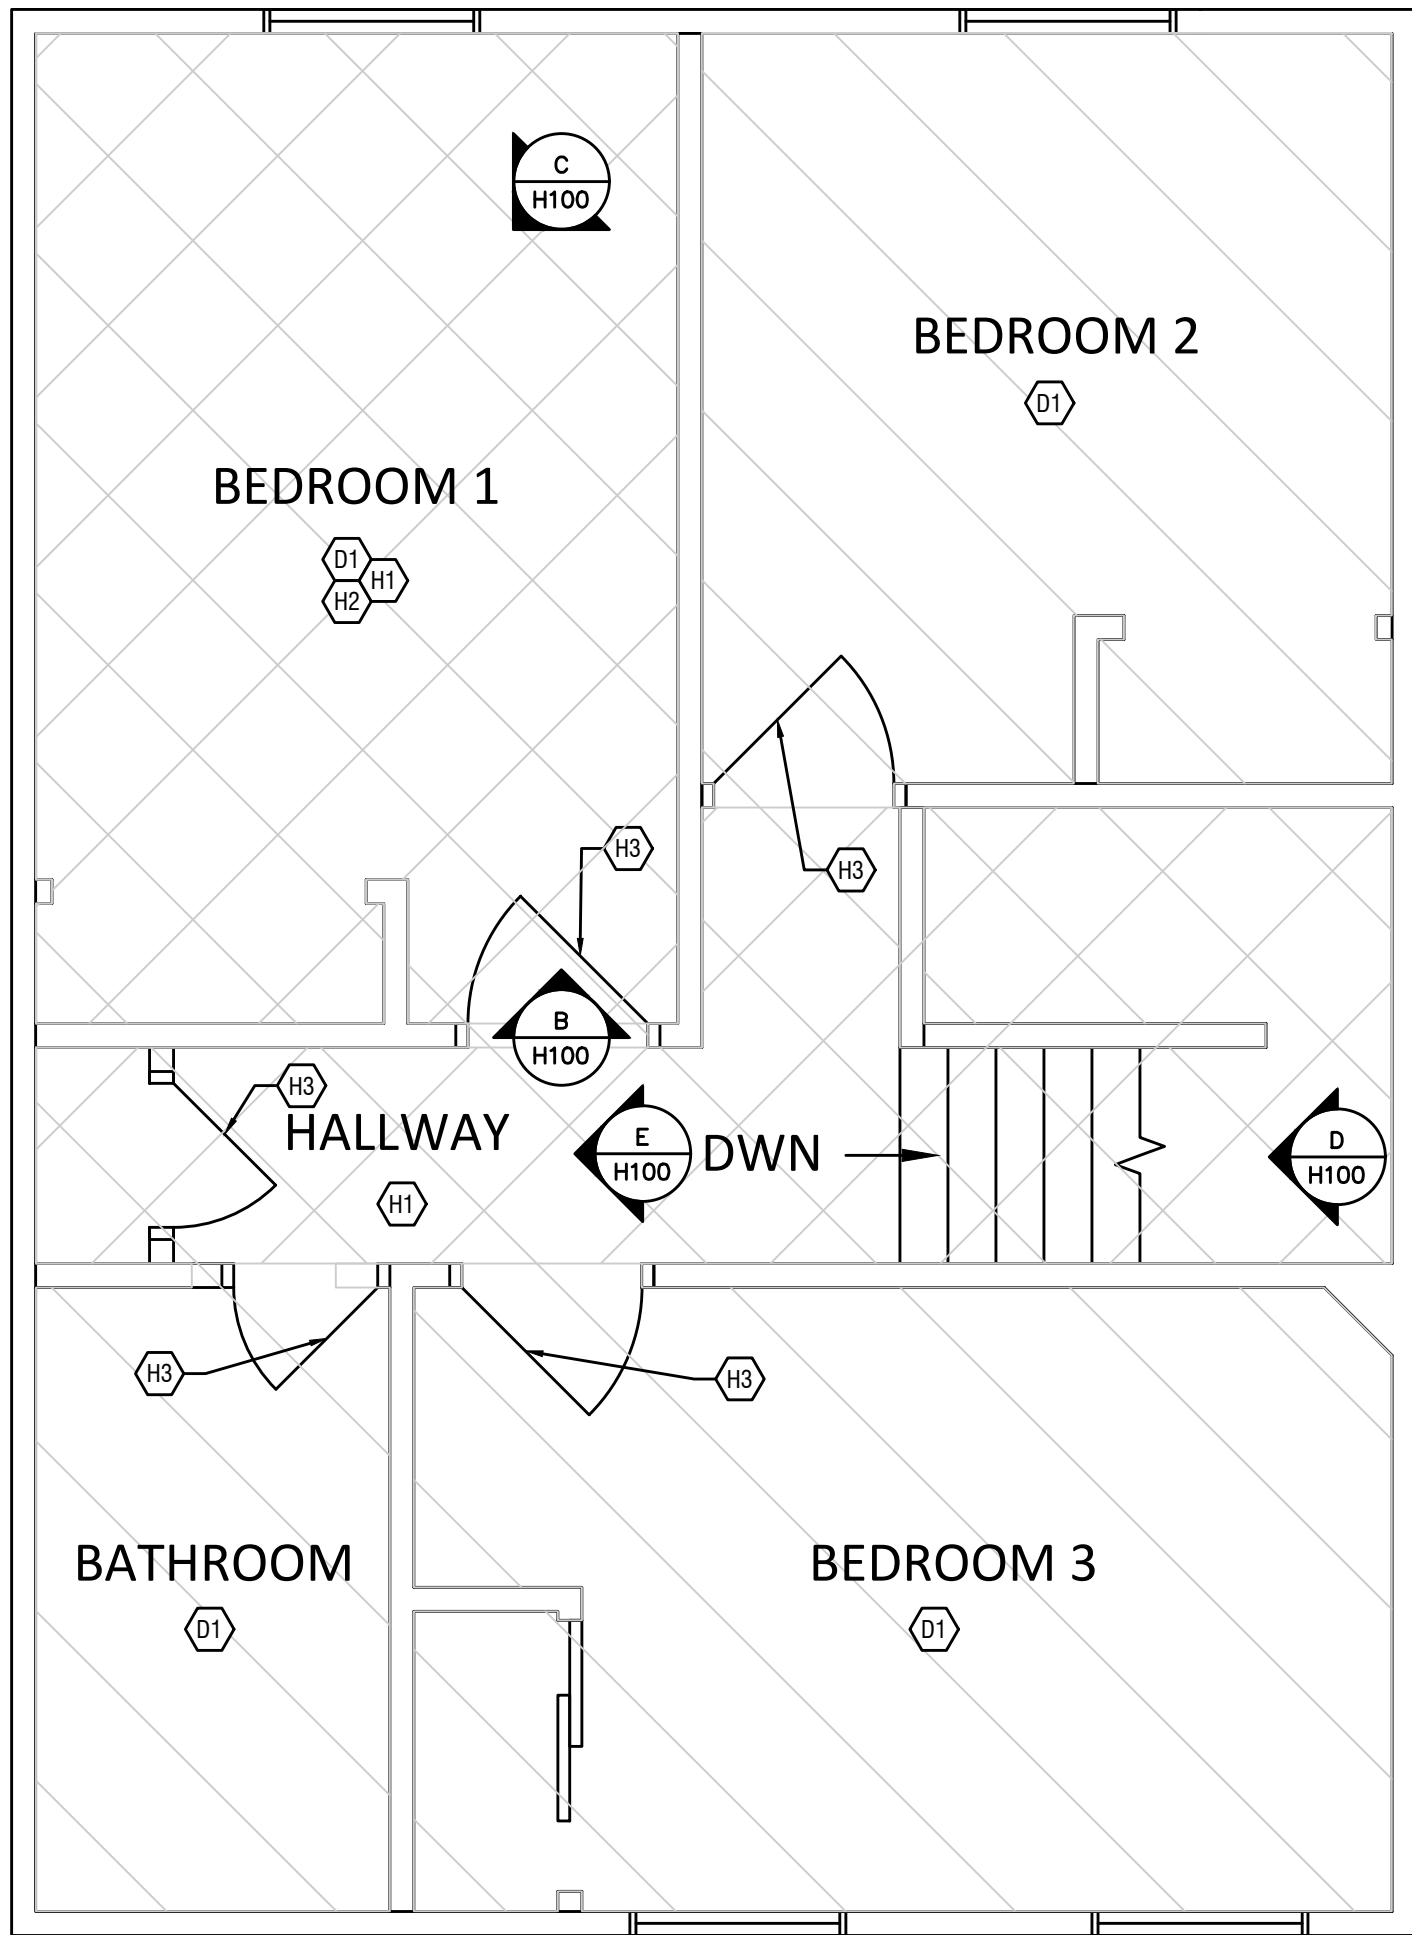 C
H100
BEDROOM 2
D1
BEDROOM 1
D1
H1
H2
H3
H3
B
H100
H3
HALLWAY
H1
E
H100
DWN
D
H100
H3
H3
BATHROOM
D1
BEDROOM 3
D1